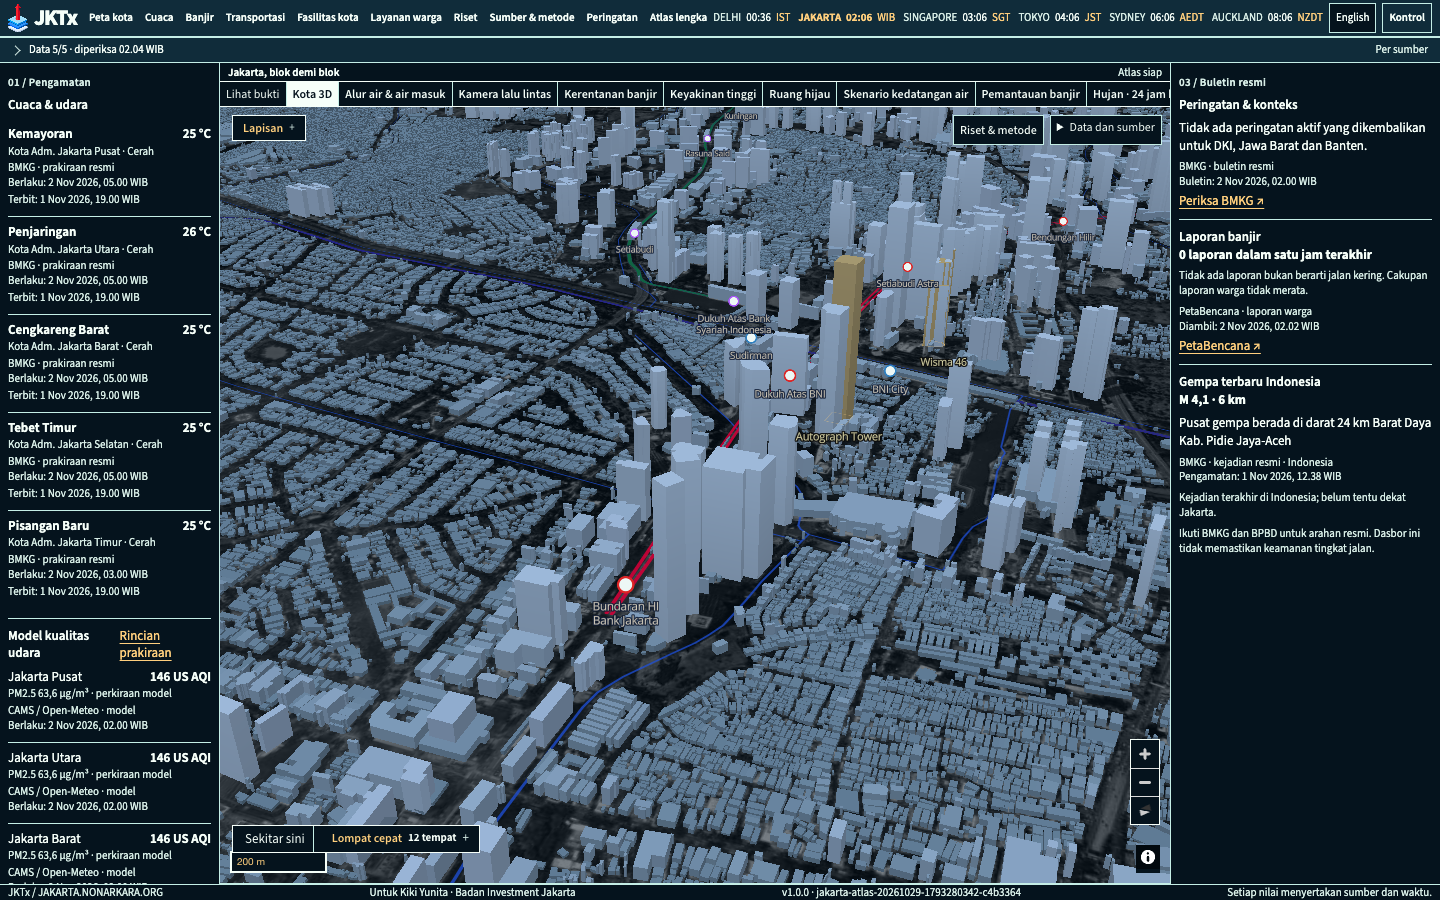 JKTx Peta kota Cuaca Banjir Transportasi Fasilitas kota Layanan warga Riset Sumber & metode Peringatan Atlas lengka DELHI 00:36 IST JAKARTA 02:06 WIB SINGAPORE 03:06 SGT TOKYO 04:06 JST SYDNEY 06:06 AEDT AUCKLAND 08:06 NZDT English Kontrol
Data 5/5 · diperiksa 02.04 WIB
Per sumber
01 / Pengamatan
Cuaca & udara
Kemayoran 25 °C
Kota Adm. Jakarta Pusat · Cerah
BMKG · prakiraan resmi
Berlaku: 2 Nov 2026, 05.00 WIB
Terbit: 1 Nov 2026, 19.00 WIB
Penjaringan 26 °C
Kota Adm. Jakarta Utara · Cerah
BMKG · prakiraan resmi
Berlaku: 2 Nov 2026, 05.00 WIB
Terbit: 1 Nov 2026, 19.00 WIB
Cengkareng Barat 25 °C
Kota Adm. Jakarta Barat · Cerah
BMKG · prakiraan resmi
Berlaku: 2 Nov 2026, 05.00 WIB
Terbit: 1 Nov 2026, 19.00 WIB
Tebet Timur 25 °C
Kota Adm. Jakarta Selatan · Cerah
BMKG · prakiraan resmi
Berlaku: 2 Nov 2026, 05.00 WIB
Terbit: 1 Nov 2026, 19.00 WIB
Pisangan Baru 25 °C
Kota Adm. Jakarta Timur · Cerah
BMKG · prakiraan resmi
Berlaku: 2 Nov 2026, 03.00 WIB
Terbit: 1 Nov 2026, 19.00 WIB
Model kualitas udara
Rincian prakiraan
Jakarta Pusat 146 US AQI
PM2.5 63,6 µg/m³ · perkiraan model
CAMS / Open-Meteo · model
Berlaku: 2 Nov 2026, 02.00 WIB
Jakarta Utara 146 US AQI
PM2.5 63,6 µg/m³ · perkiraan model
CAMS / Open-Meteo · model
Berlaku: 2 Nov 2026, 02.00 WIB
Jakarta Barat 146 US AQI
PM2.5 63,6 µg/m³ · perkiraan model
CAMS / Open-Meteo · model
Jakarta, blok demi blok
Atlas siap
Lihat bukti Kota 3D Alur air & air masuk Kamera lalu lintas Kerentanan banjir Keyakinan tinggi Ruang hijau Skenario kedatangan air Pemantauan banjir Hujan · 24 jam
Lapisan +
Riset & metode
Data dan sumber
Kuningan
Rasuna Said
Setiabudi
Bendungan Hilir
Setiabudi Astra
Dukuh Atas Bank
Syariah Indonesia
Sudirman
Wisma 46
Dukuh Atas BNI
BNI City
Autograph Tower
Bundaran HI
Bank Jakarta
Sekitar sini
Lompat cepat 12 tempat +
200 m
03 / Buletin resmi
Peringatan & konteks
Tidak ada peringatan aktif yang dikembalikan
untuk DKI, Jawa Barat dan Banten.
BMKG · buletin resmi
Buletin: 2 Nov 2026, 02.00 WIB
Periksa BMKG ↗
Laporan banjir
0 laporan dalam satu jam terakhir
Tidak ada laporan bukan berarti jalan kering. Cakupan
laporan warga tidak merata.
PetaBencana · laporan warga
Diambil: 2 Nov 2026, 02.02 WIB
PetaBencana ↗
Gempa terbaru Indonesia
M 4,1 · 6 km
Pusat gempa berada di darat 24 km Barat Daya
Kab. Pidie Jaya-Aceh
BMKG · kejadian resmi · Indonesia
Pengamatan: 1 Nov 2026, 12.38 WIB
Kejadian terakhir di Indonesia; belum tentu dekat
Jakarta.
Ikuti BMKG dan BPBD untuk arahan resmi. Dasbor ini
tidak memastikan keamanan tingkat jalan.
JKTx / JAKARTA.NONARKARA.ORG
Untuk Kiki Yunita · Badan Investment Jakarta
v1.0.0 · jakarta-atlas-20261029-1793280342-c4b3364
Setiap nilai menyertakan sumber dan waktu.